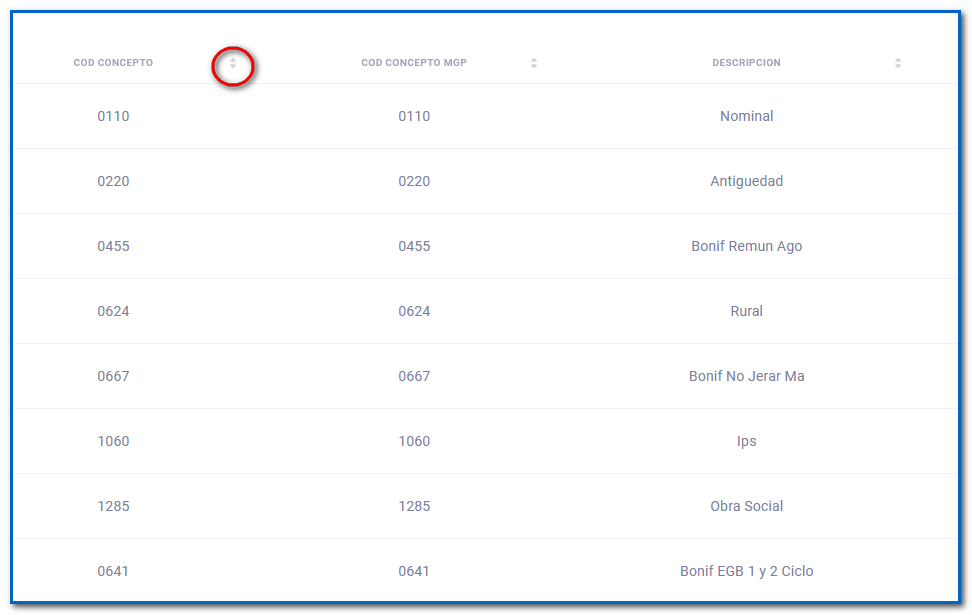 COD CONCEPTO COD CONCEPTO MGP DESCRIPCION
0110 0110 Nominal
0220 0220 Antiguedad
0455 0455 Bonif Remun Ago
0624 0624 Rural
0667 0667 Bonif No Jerar Ma
1060 1060 Ips
1285 1285 Obra Social
0641 0641 Bonif EGB 1 y 2 Ciclo